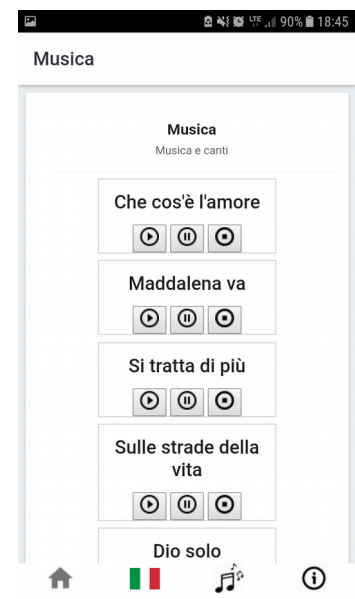 LTE 90% 18:45
Musica
Musica
Musica e canti
Che cos'è l'amore
Maddalena va
Si tratta di più
Sulle strade della
vita
Dio solo